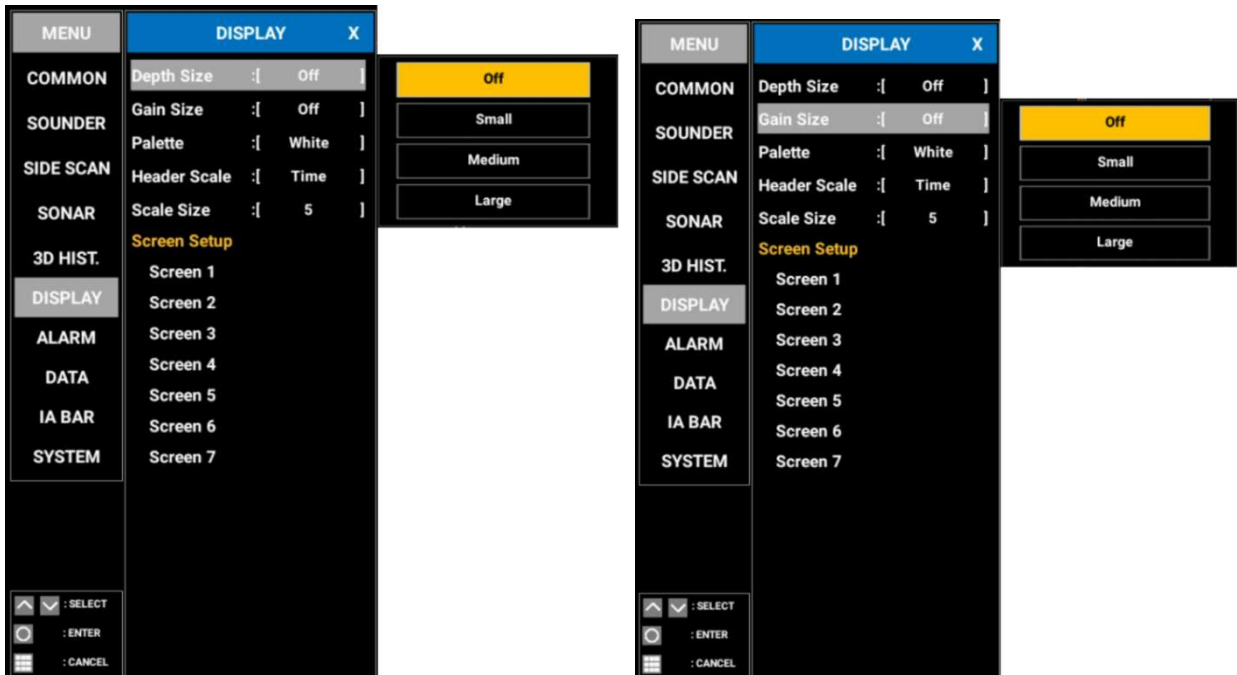 MENU
COMMON
SOUNDER
SIDE SCAN
SONAR
3D HIST.
DISPLAY
ALARM
DATA
IA BAR
SYSTEM
: SELECT
: ENTER
: CANCEL
DISPLAY X
Depth Size :[ Off ]
Gain Size :[ Off ]
Palette :[ White ]
Header Scale :[ Time ]
Scale Size :[ 5 ]
Screen Setup
Screen 1
Screen 2
Screen 3
Screen 4
Screen 5
Screen 6
Screen 7
Off
Small
Medium
Large
MENU
COMMON
SOUNDER
SIDE SCAN
SONAR
3D HIST.
DISPLAY
ALARM
DATA
IA BAR
SYSTEM
: SELECT
: ENTER
: CANCEL
DISPLAY X
Depth Size :[ Off ]
Gain Size :[ Off ]
Palette :[ White ]
Header Scale :[ Time ]
Scale Size :[ 5 ]
Screen Setup
Screen 1
Screen 2
Screen 3
Screen 4
Screen 5
Screen 6
Screen 7
Off
Small
Medium
Large